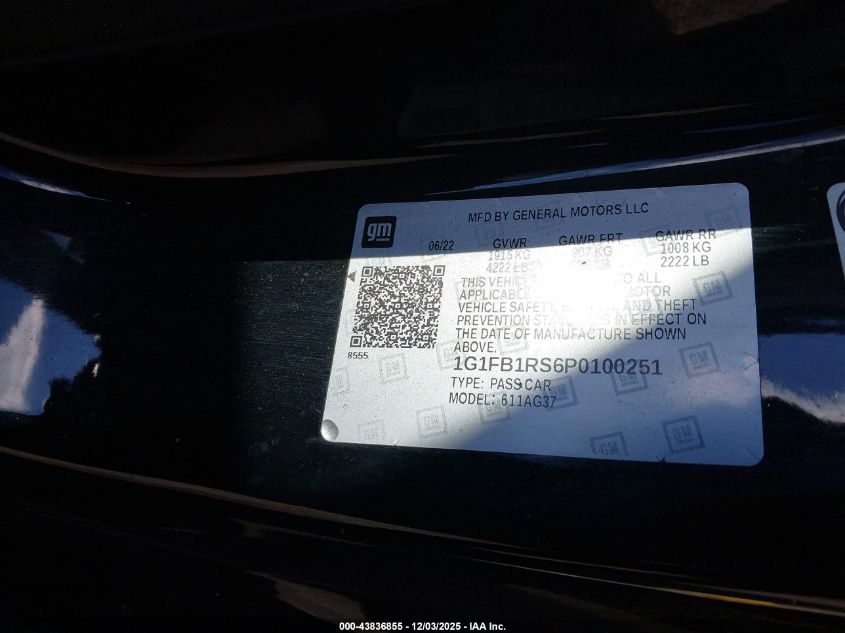 MFD BY GENERAL MOTORS LLC
gm
06/22 GVWR GAWR FRT GAWR RR
1915 KG KG 1008 KG
4222 LB LB 2222 LB
THIS VEHICLE TO ALL
APPLICABLE MOTOR
VEHICLE SAFETY, AND THEFT
PREVENTION IN EFFECT ON
THE DATE OF MANUFACTURE SHOWN
ABOVE.
8555
1G1FB1RS6P0100251
TYPE: PASS CAR
MODEL: 611AG37
000-43836855 - 12/03/2025 - IAA Inc.